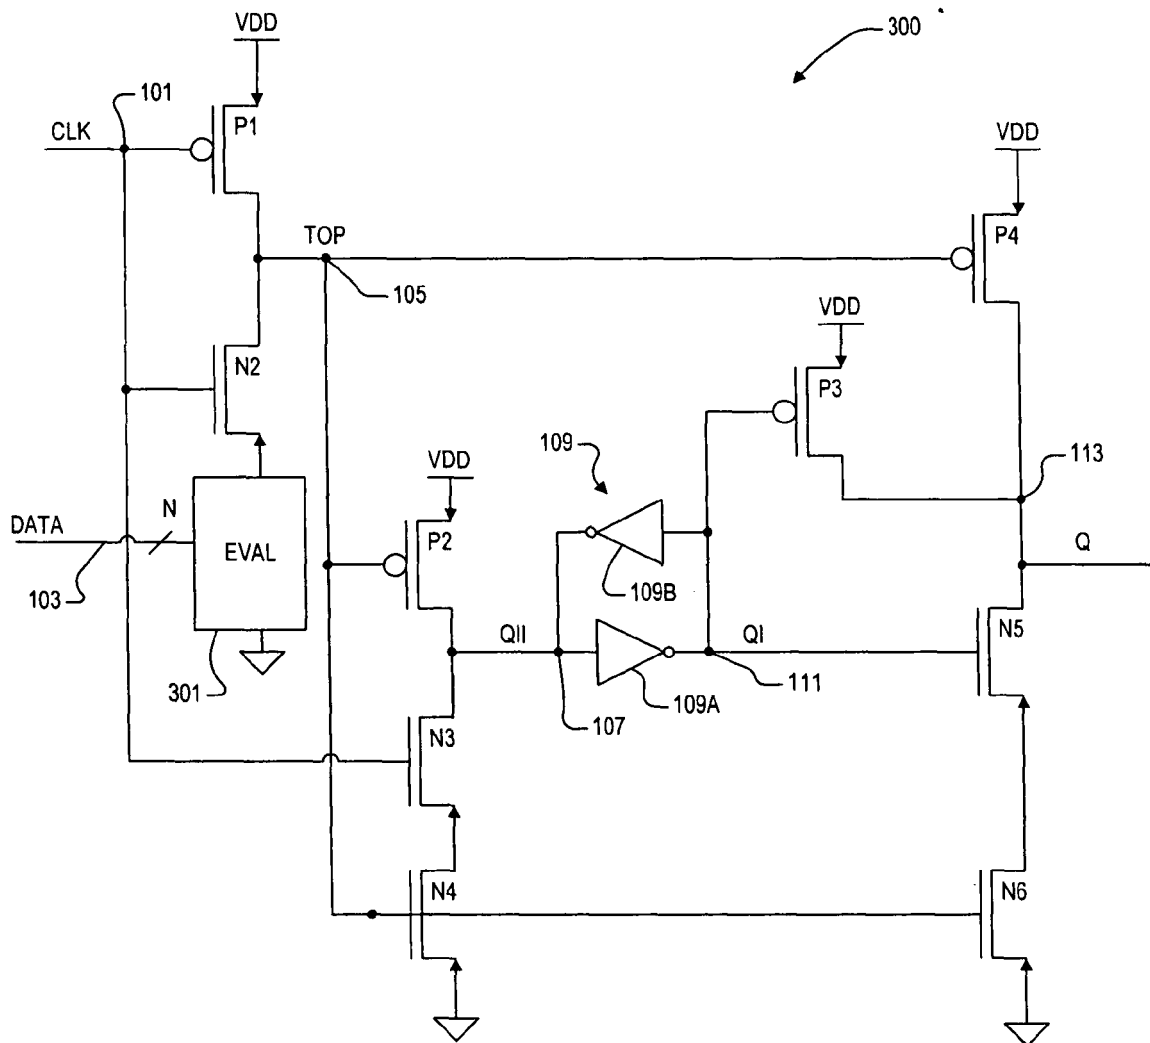 300
VDD
101
CLK
P1
VDD
P4
TOP
105
VDD
N2
P3
109
113
VDD
DATA
N
EVAL
P2
Q
103
109B
QII
QI
N5
301
107
109A
111
N3
N4
N6